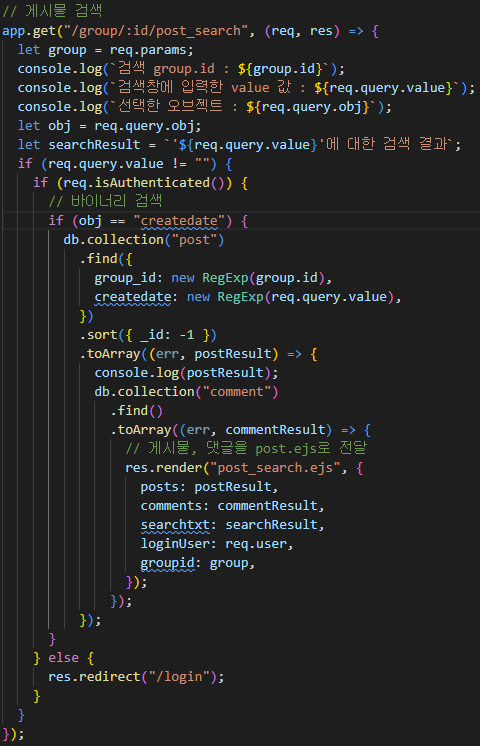 // 게시물 검색
app.get("/group/:id/post_search", (req, res) => {
  let group = req.params;
  console.log(`검색 group.id : ${group.id}`);
  console.log(`검색창에 입력한 value 값 : ${req.query.value}`);
  console.log(`선택한 오브젝트 : ${req.query.obj}`);
  let obj = req.query.obj;
  let searchResult = `'${req.query.value}'에 대한 검색 결과`;
  if (req.query.value != "") {
    if (req.isAuthenticated()) {
      // 바이너리 검색
      if (obj == "createdate") {
        db.collection("post")
          .find({
            group_id: new RegExp(group.id),
            createdate: new RegExp(req.query.value),
          })
          .sort({ _id: -1 })
          .toArray((err, postResult) => {
            console.log(postResult);
            db.collection("comment")
              .find()
              .toArray((err, commentResult) => {
                // 게시물, 댓글을 post.ejs로 전달
                res.render("post_search.ejs", {
                  posts: postResult,
                  comments: commentResult,
                  searchtxt: searchResult,
                  loginUser: req.user,
                  groupid: group,
                });
              });
          });
      }
    } else {
      res.redirect("/login");
    }
  }
});